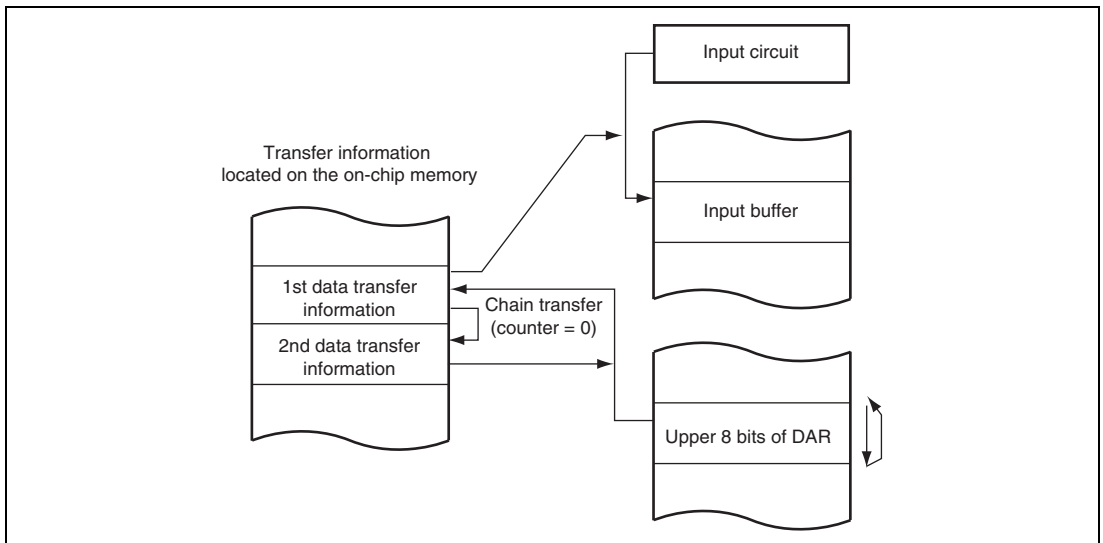 Input circuit
Transfer information
located on the on-chip memory
Input buffer
1st data transfer
information
Chain transfer
(counter = 0)
2nd data transfer
information
Upper 8 bits of DAR